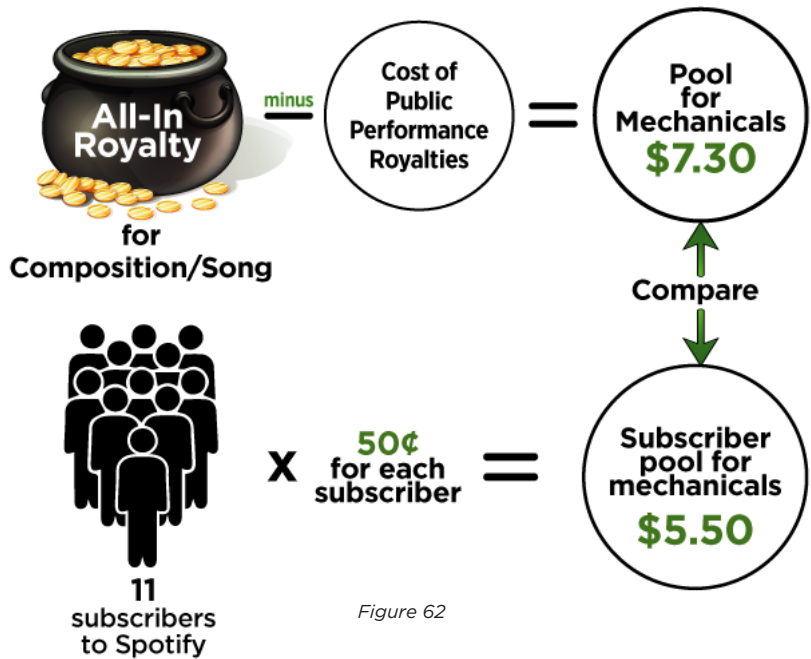 All-In
Royalty
for
Composition/Song
minus
Cost of
Public
Performance
Royalties
=
Pool
for
Mechanicals
$7.30
Compare
11
subscribers
to Spotify
x
50¢
for each
subscriber
=
Subscriber
pool for
mechanicals
$5.50
Figure 62